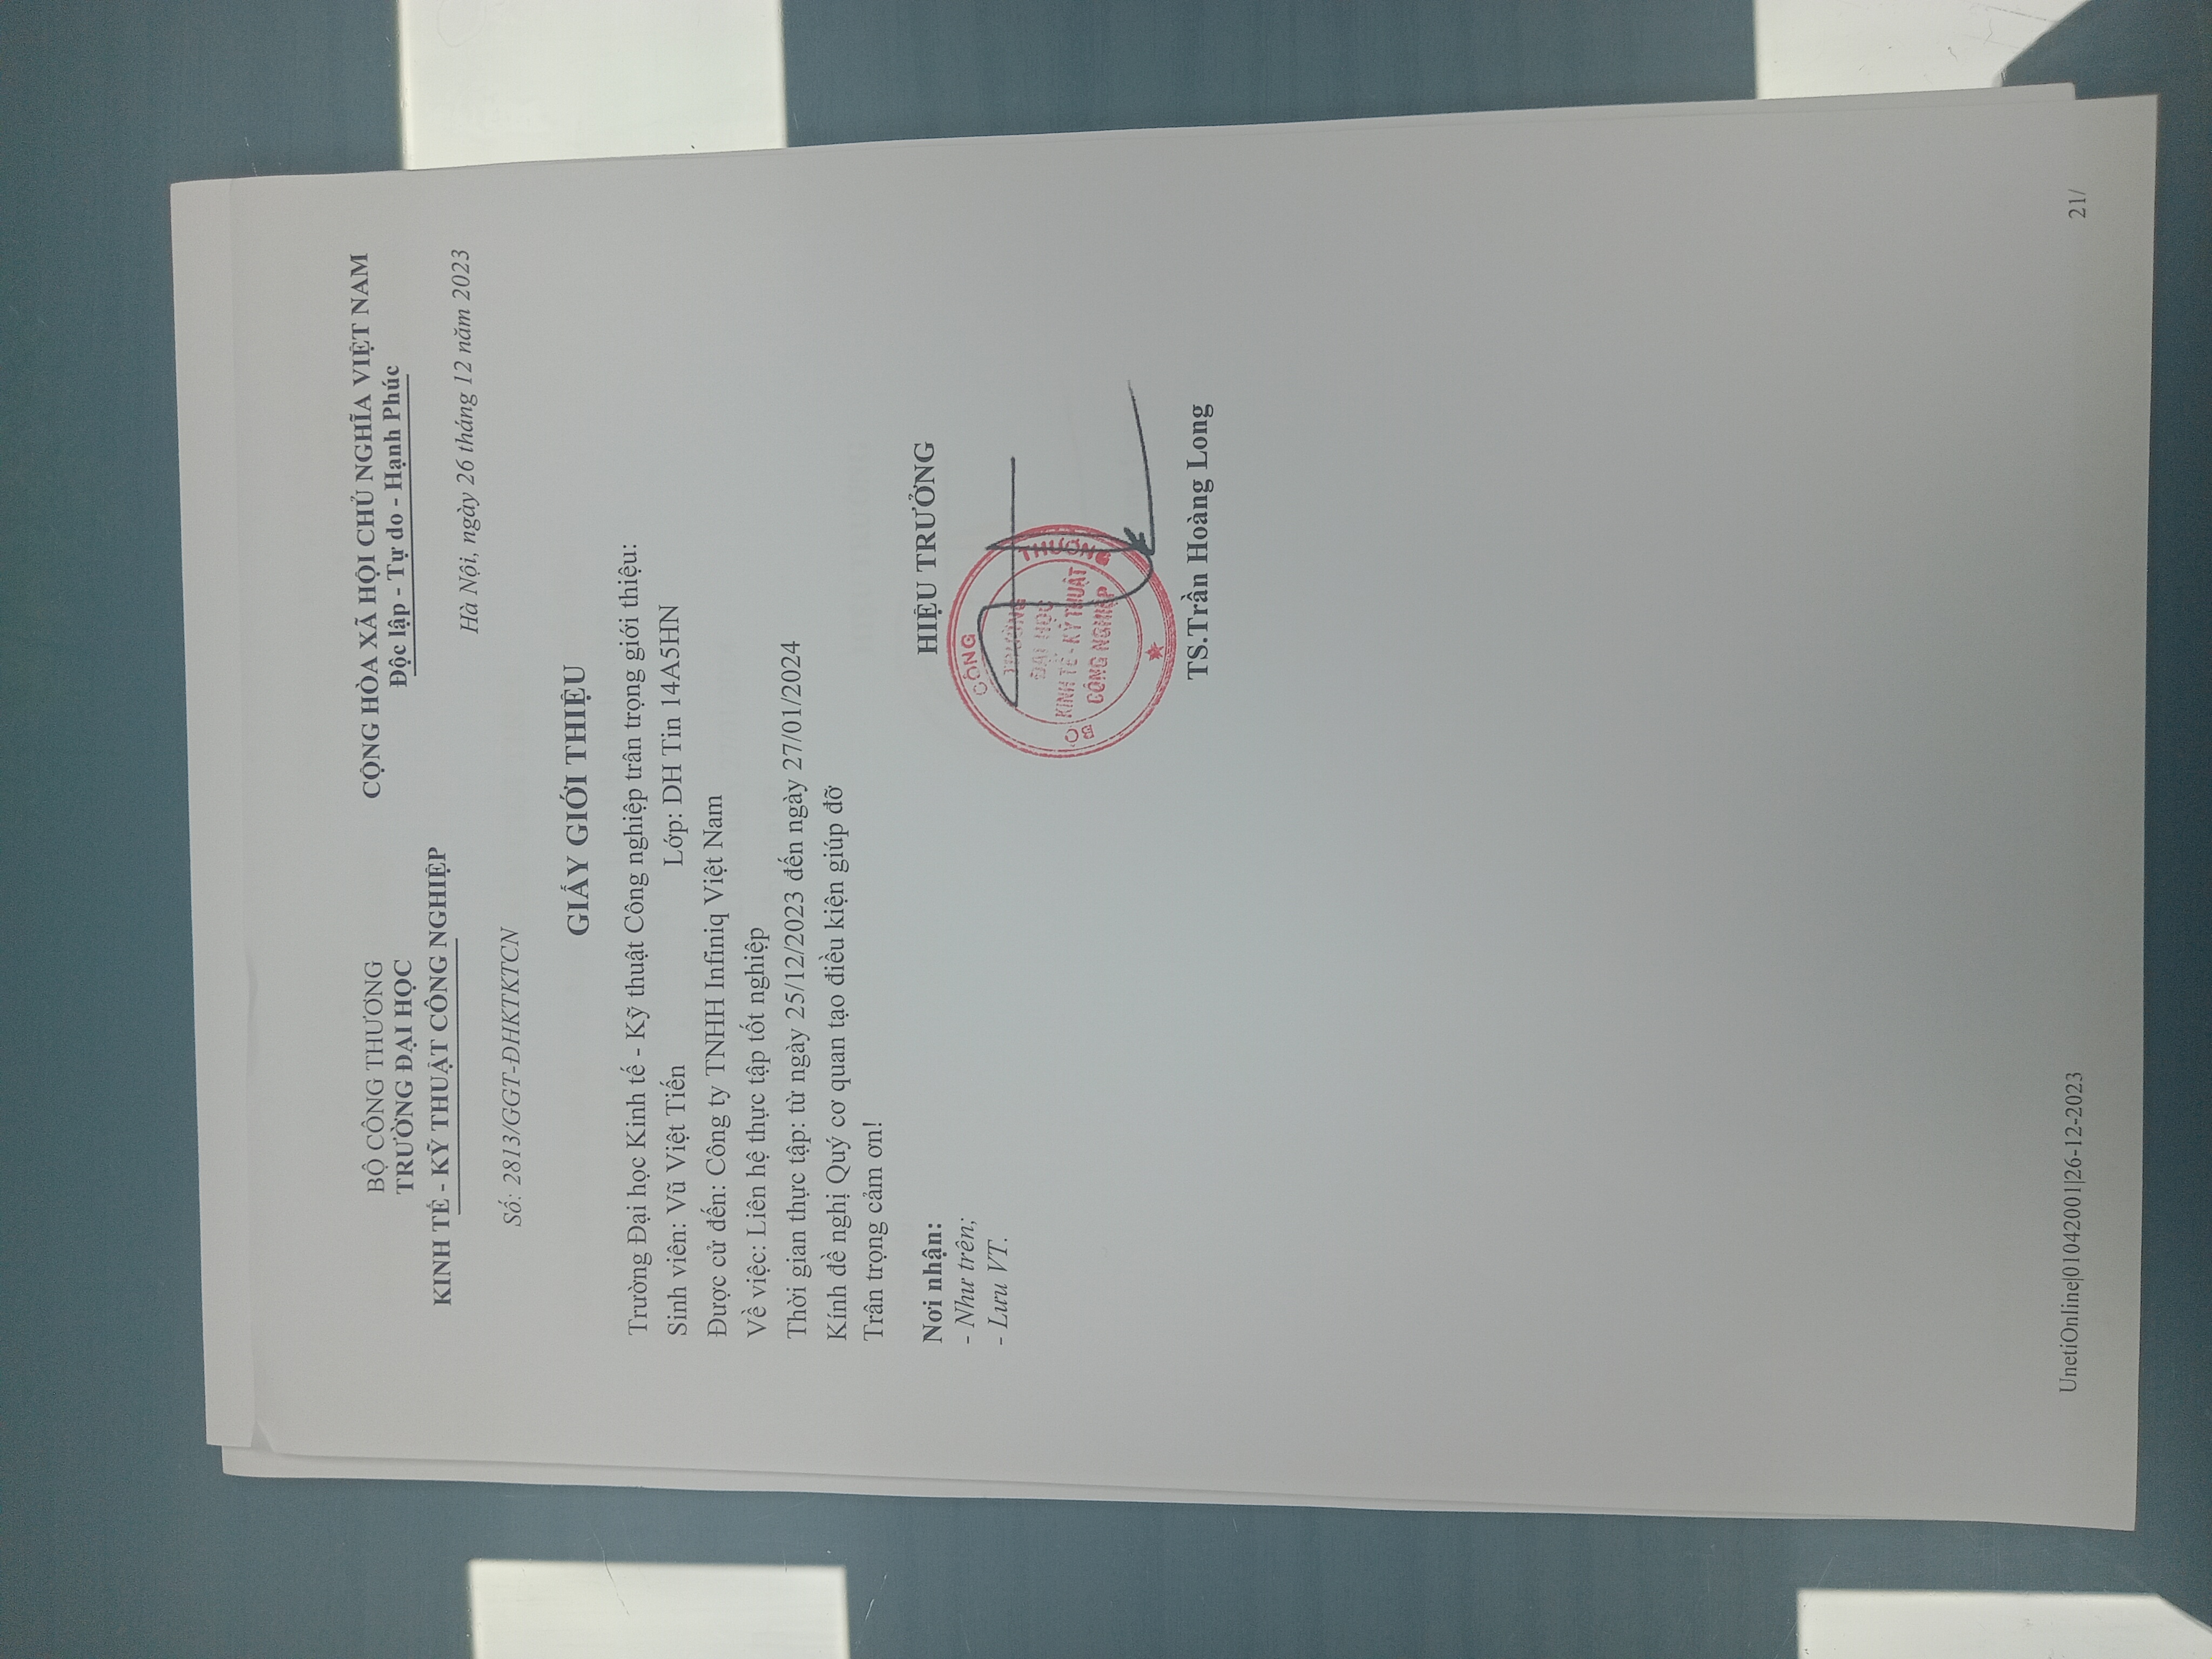 BỘ CÔNG THƯƠNG
TRƯỜNG ĐẠI HỌC
KINH TẾ - KỸ THUẬT CÔNG NGHIỆP
Số: 2813/GGT-ĐHKTKTCN
CỘNG HÒA XÃ HỘI CHỦ NGHĨA VIỆT NAM
Độc lập - Tự do - Hạnh Phúc
Hà Nội, ngày 26 tháng 12 năm 2023
GIẤY GIỚI THIỆU
Trường Đại học Kinh tế - Kỹ thuật Công nghiệp trân trọng giới thiệu:
Sinh viên: Vũ Việt Tiến Lớp: DH Tin 14A5HN
Được cử đến: Công ty TNHH Infiniq Việt Nam
Về việc: Liên hệ thực tập tốt nghiệp
Thời gian thực tập: từ ngày 25/12/2023 đến ngày 27/01/2024
Kính đề nghị Quý cơ quan tạo điều kiện giúp đỡ
Trân trọng cảm ơn!
Nơi nhận:
- Như trên;
- Lưu VT.
HIỆU TRƯỞNG
BỘ CÔNG THƯƠNG
TRƯỜNG
ĐẠI HỌC
KINH TẾ - KỸ THUẬT
CÔNG NGHIỆP
TS.Trần Hoàng Long
UnetiOnline|01042001|26-12-2023
21/